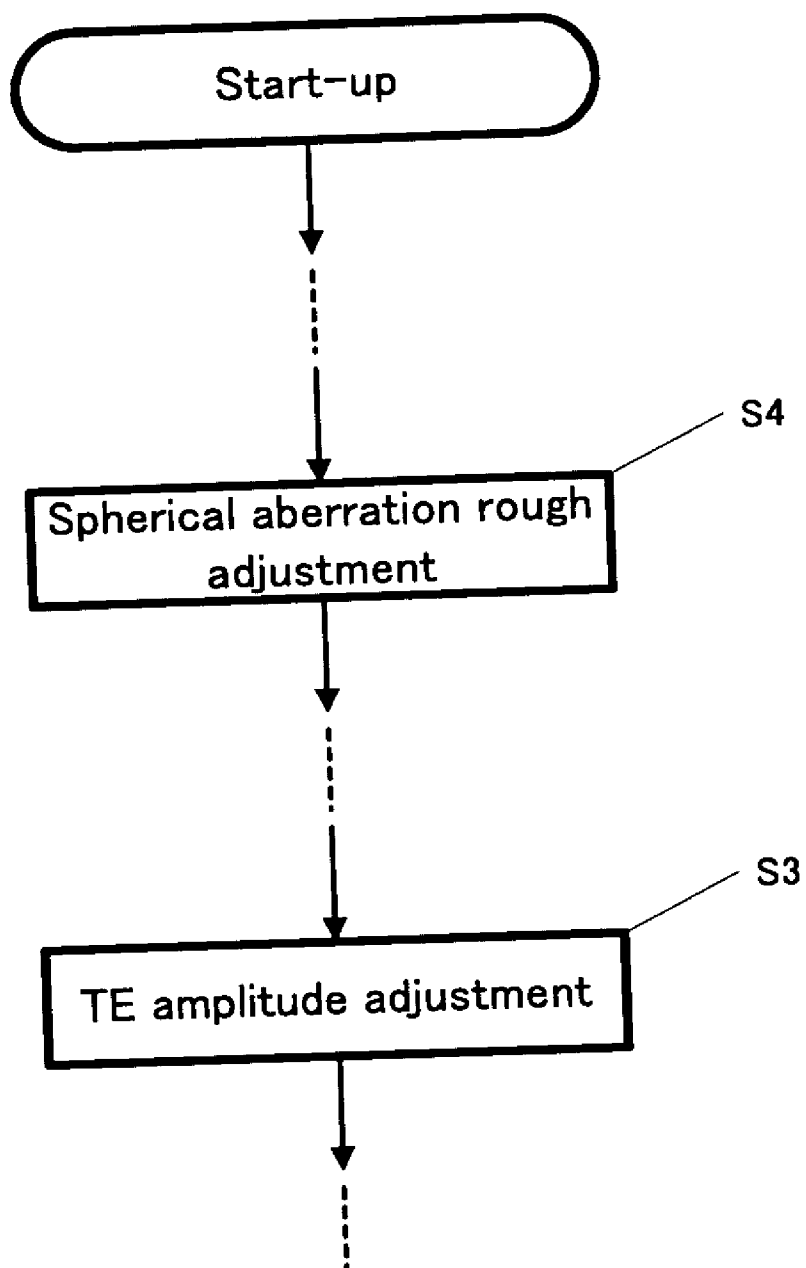 Start-up
S4
Spherical aberration rough
adjustment
S3
TE amplitude adjustment